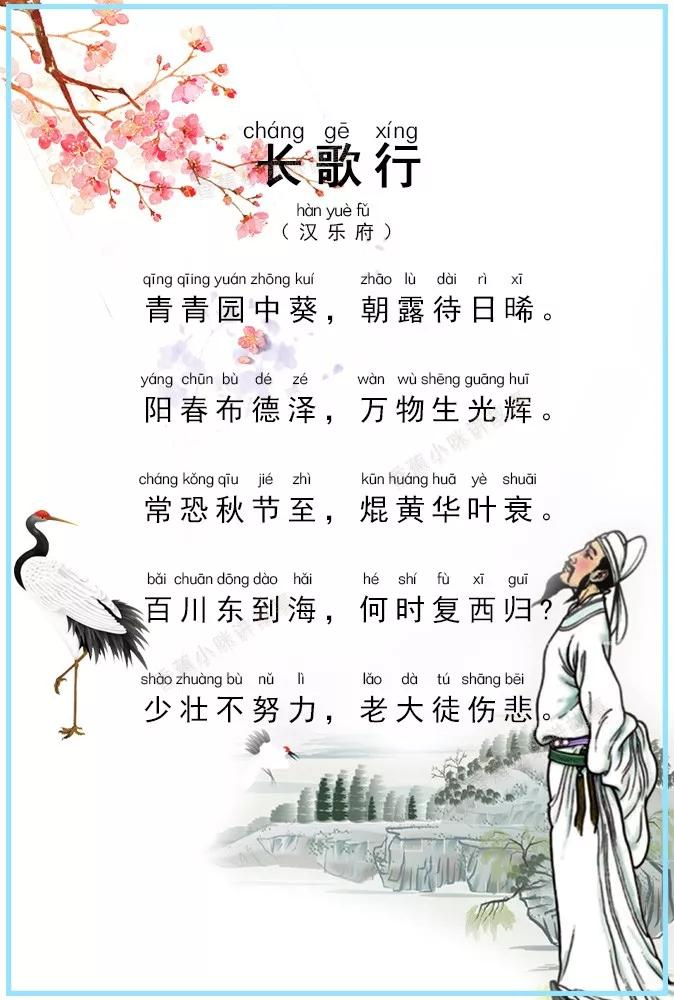 cháng gē xíng
长歌行
hàn yuè fǔ
（汉乐府）
qīng qīing yuán zhōng kuí zhāo lù dài rì xī
青青园中葵，朝露待日晞。
yáng chūn bù dé zé wàn wù shēng guāng huī
阳春布德泽，万物生光辉。
cháng kǒng qīu jié zhì kūn huáng huā yè shuāi
常恐秋节至，焜黄华叶衰。
bǎi chuān dōng dào hǎi hé shí fù xī guī
百川东到海，何时复西归?
shào zhuàng bù nǔ lì lǎo dà tú shāng bēi
少壮不努力，老大徒伤悲。